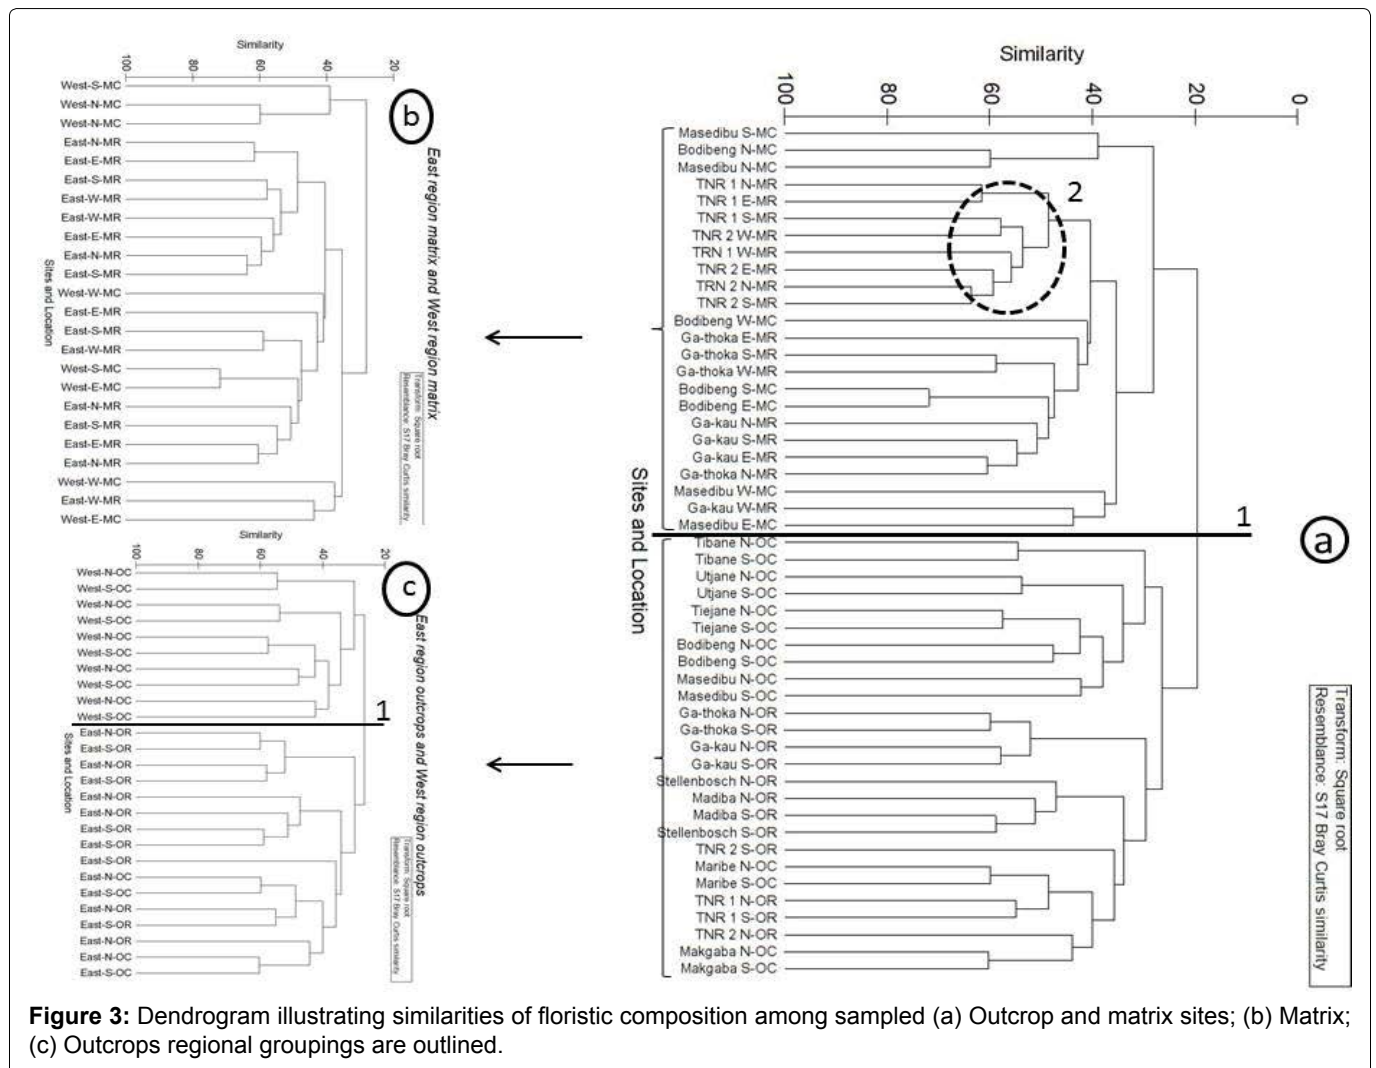 Similarity
100
80
60
40
20
West-S-MC
West-N-MC
West-N-MC
East-N-MR
East-E-MR
East-S-MR
East-W-MR
East-W-MR
East-E-MR
East-N-MR
East-S-MR
West-W-MC
East-E-MR
East-S-MR
East-W-MR
West-S-MC
West-E-MC
East-N-MR
East-S-MR
East-E-MR
East-N-MR
West-W-MC
East-W-MR
West-E-MC
Sites and Location
b
East region matrix and West region matrix
Transform: Square root
Resemblance: S17 Bray Curtis similarity
Similarity
100
80
60
40
20
West-N-OC
West-S-OC
West-N-OC
West-S-OC
West-N-OC
West-S-OC
West-N-OC
West-S-OC
West-N-OC
West-S-OC
1
East-N-OR
East-S-OR
East-N-OR
East-S-OR
East-N-OR
East-N-OR
East-S-OR
East-S-OR
East-S-OR
East-N-OC
East-S-OC
East-N-OR
East-S-OR
East-N-OR
East-N-OC
East-S-OC
Sites and Location
c
East region outcrops and West region outcrops
Transform: Square root
Resemblance: S17 Bray Curtis similarity
Similarity
100
80
60
40
20
0
Masedibu S-MC
Bodibeng N-MC
Masedibu N-MC
TNR 1 N-MR
TNR 1 E-MR
TNR 1 S-MR
TNR 2 W-MR
TRN 1 W-MR
TNR 2 E-MR
TRN 2 N-MR
TNR 2 S-MR
2
Bodibeng W-MC
Ga-thoka E-MR
Ga-thoka S-MR
Ga-thoka W-MR
Bodibeng S-MC
Bodibeng E-MC
Ga-kau N-MR
Ga-kau S-MR
Ga-kau E-MR
Ga-thoka N-MR
Masedibu W-MC
Ga-kau W-MR
Masedibu E-MC
1
a
Tibane N-OC
Tibane S-OC
Utjane N-OC
Utjane S-OC
Tiejane N-OC
Tiejane S-OC
Bodibeng N-OC
Bodibeng S-OC
Masedibu N-OC
Masedibu S-OC
Ga-thoka N-OR
Ga-thoka S-OR
Ga-kau N-OR
Ga-kau S-OR
Stellenbosch N-OR
Madiba N-OR
Madiba S-OR
Stellenbosch S-OR
TNR 2 S-OR
Maribe N-OC
Maribe S-OC
TNR 1 N-OR
TNR 1 S-OR
TNR 2 N-OR
Makgaba N-OC
Makgaba S-OC
Sites and Location
Transform: Square root
Resemblance: S17 Bray Curtis similarity
Figure 3: Dendrogram illustrating similarities of floristic composition among sampled (a) Outcrop and matrix sites; (b) Matrix;
(c) Outcrops regional groupings are outlined.